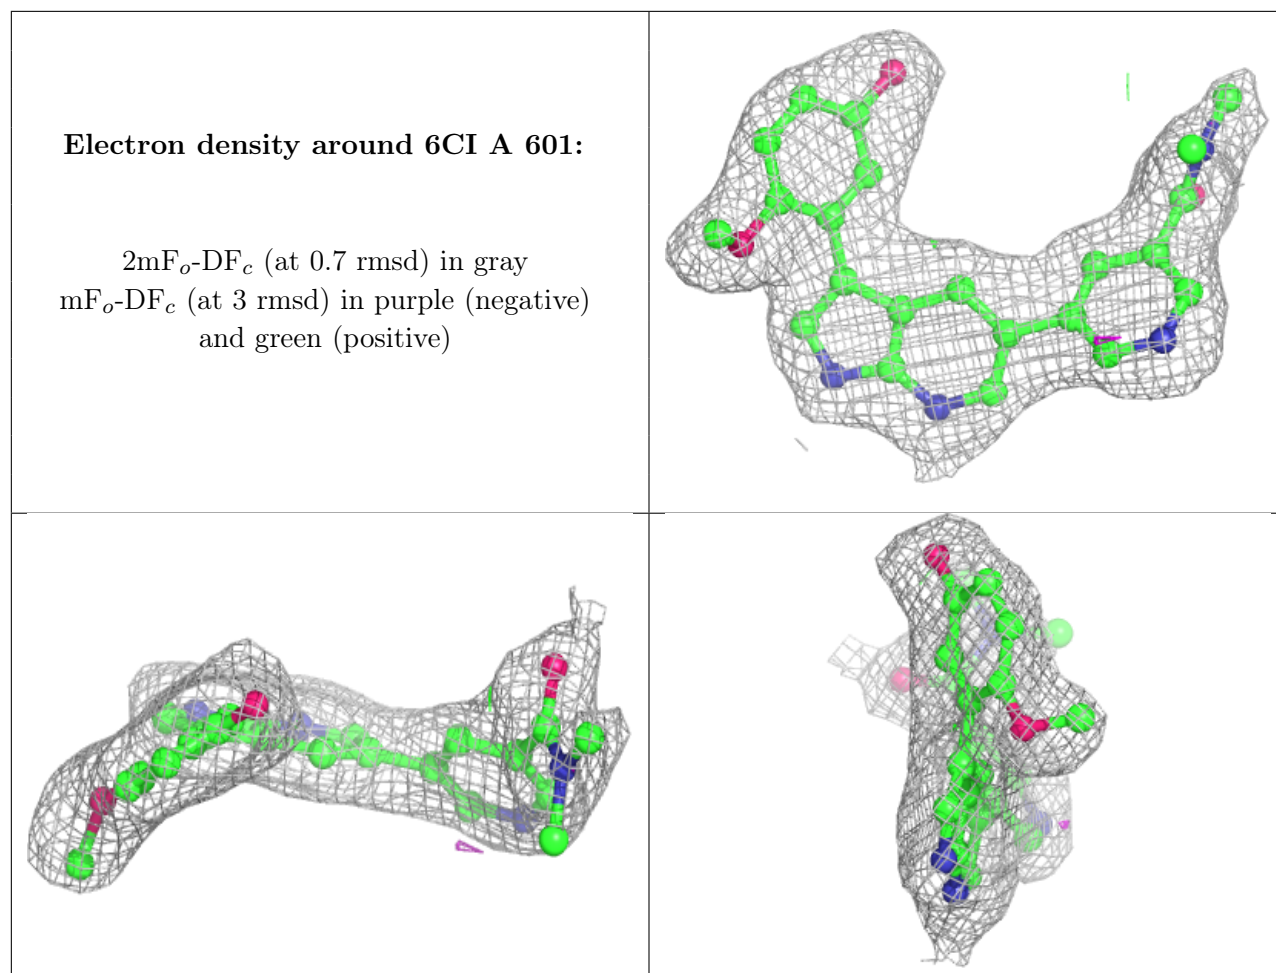 Electron density around 6CI A 601:
2mFo-DFc (at 0.7 rmsd) in gray
mFo-DFc (at 3 rmsd) in purple (negative)
and green (positive)